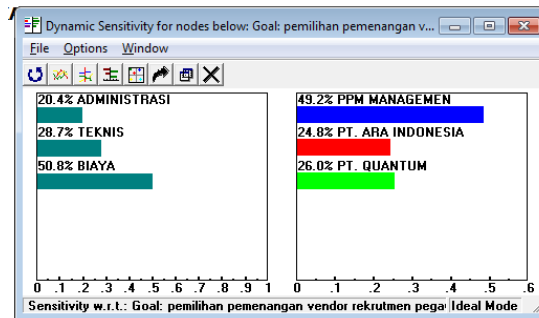 Dynamic Sensitivity for nodes below: Goal: pemilihan pemenangan v...
File Options Window
20.4% ADMINISTRASI
28.7% TEKNIS
50.8% BIAYA
0 .1 .2 .3 .4 .5 .6 .7 .8 .9 1
49.2% PPM MANAGEMEN
24.8% PT. ARA INDONESIA
26.0% PT. QUANTUM
0 .1 .2 .3 .4 .5 .6
Sensitivity w.r.t.: Goal: pemilihan pemenangan vendor rekrutmen pega
Ideal Mode